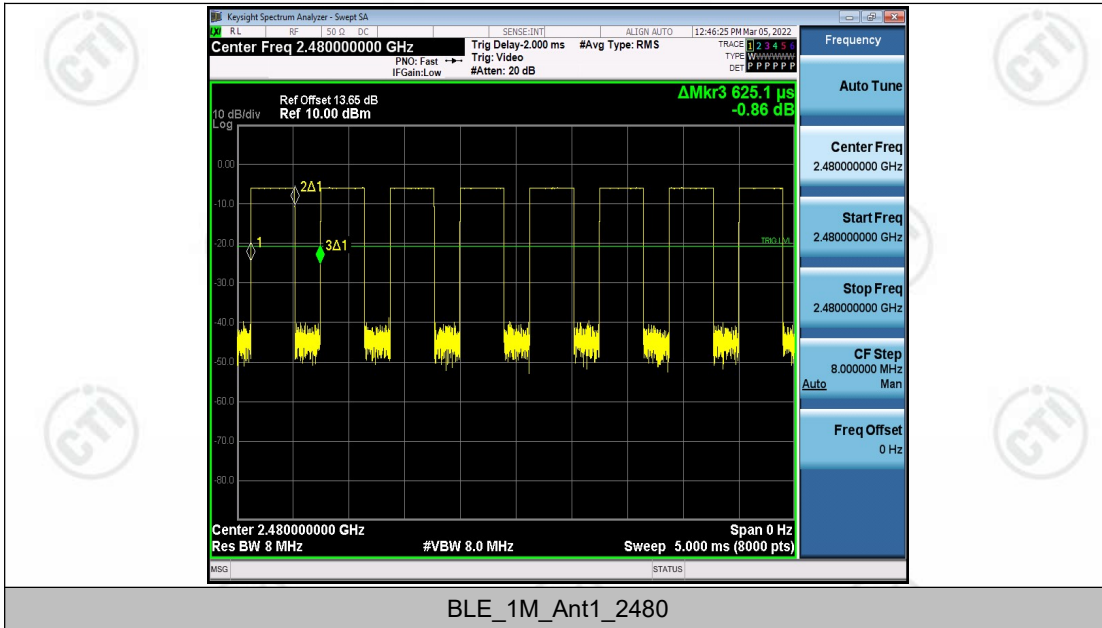 Keysight Spectrum Analyzer - Swept SA
LXI RL RF 50 Ω DC SENSE:INT ALIGN AUTO 12:46:25 PM Mar 05, 2022
Center Freq 2.480000000 GHz
Trig Delay-2.000 ms #Avg Type: RMS
TRACE 1 2 3 4 5 6
PNO: Fast Trig: Video
TYPE WWWWWW
IFGain:Low #Atten: 20 dB
DET P P P P P P
ΔMkr3 625.1 µs
-0.86 dB
Ref Offset 13.65 dB
10 dB/div Ref 10.00 dBm
Log
0.00
-10.0
-20.0
-30.0
-40.0
-50.0
-60.0
-70.0
-80.0
2Δ1
1
3Δ1
TRIG LVL
Center 2.480000000 GHz Span 0 Hz
Res BW 8 MHz #VBW 8.0 MHz Sweep 5.000 ms (8000 pts)
MSG STATUS
Frequency
Auto Tune
Center Freq
2.480000000 GHz
Start Freq
2.480000000 GHz
Stop Freq
2.480000000 GHz
CF Step
8.000000 MHz
Auto Man
Freq Offset
0 Hz
BLE_1M_Ant1_2480
CTI
CTI
CTI
CTI